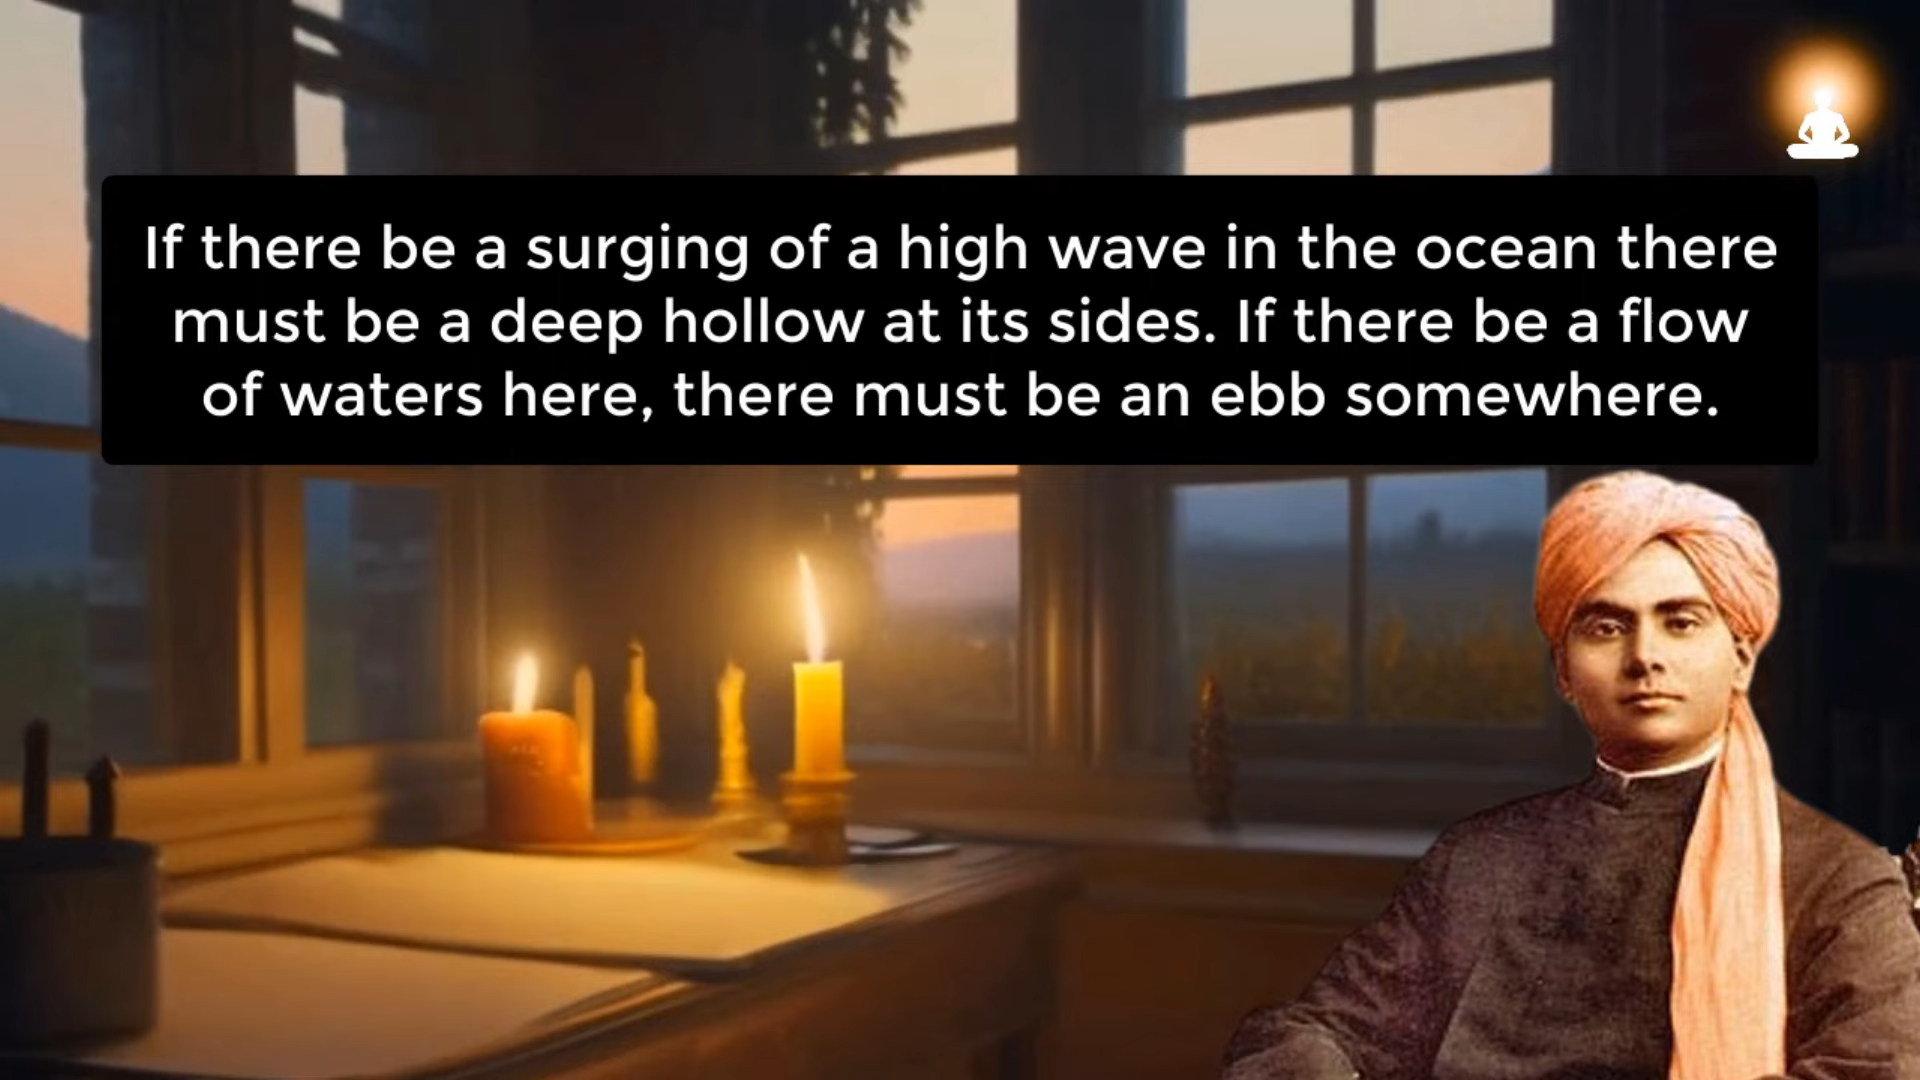 If there be a surging of a high wave in the ocean there
must be a deep hollow at its sides. If there be a flow
of waters here, there must be an ebb somewhere.